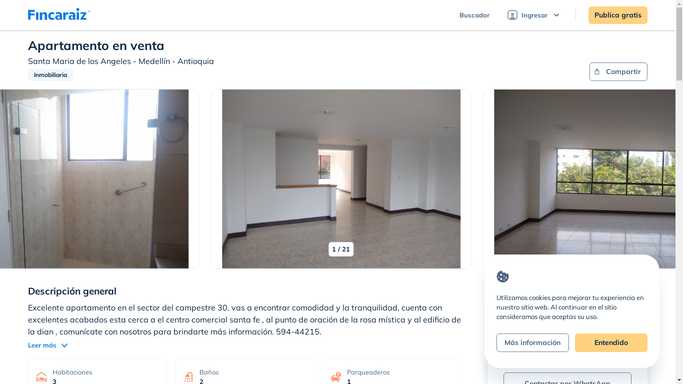 Fincaraíz
Buscador
Ingresar
Publica gratis
Apartamento en venta
Santa Maria de los Angeles - Medellín - Antioquia
Inmobiliaria
Compartir
1 / 21
Descripción general
Excelente apartamento en el sector del campestre 30, vas a encontrar comodidad y la tranquilidad, cuenta con
excelentes acabados esta cerca a el centro comercial santa fe , al punto de oración de la rosa mística y al edificio de
la dian , comunícate con nosotros para brindarte más información. 594-44215.
Leer más
Habitaciones
3
Baños
2
Parqueaderos
1
Utilizamos cookies para mejorar tu experiencia en
nuestro sitio web. Al continuar en el sitio
consideramos que aceptas su uso.
Más información
Entendido
Contactar por WhatsApp